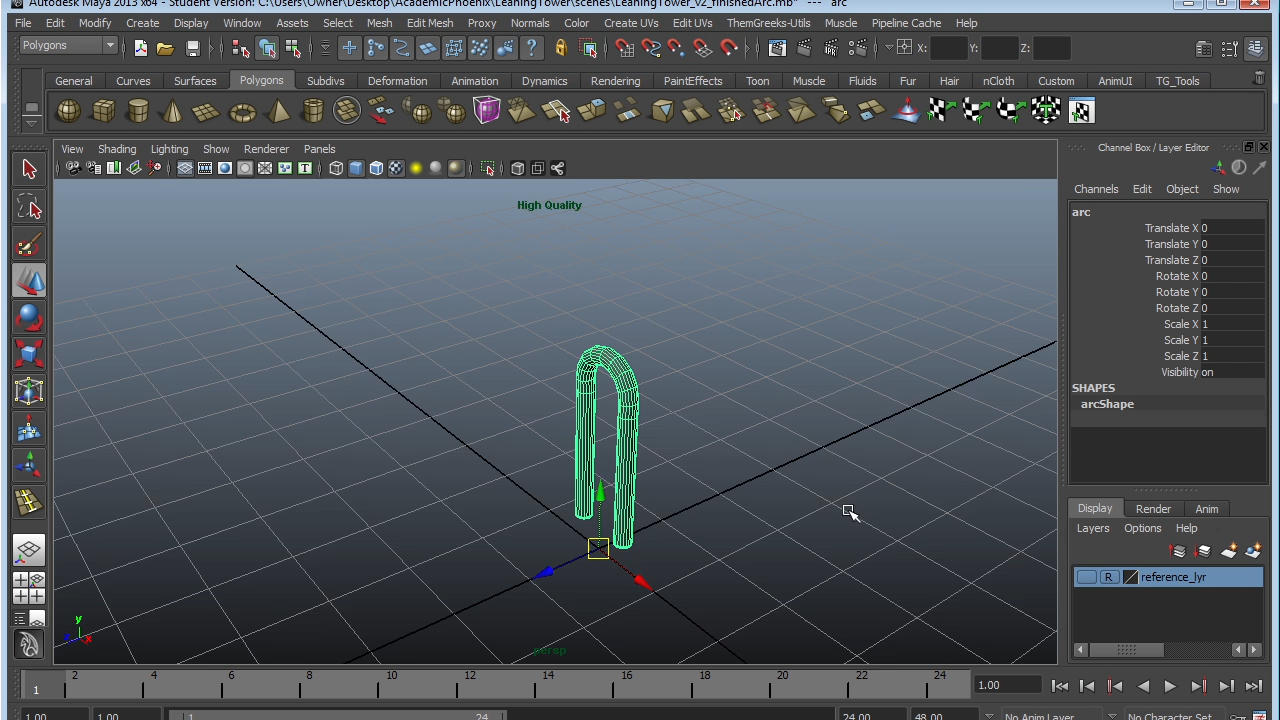 Autodesk Maya 2013 x64 - Student Version: C:\Users\Owner\Desktop\AcademicPhoenix\LeaningTower\scenes\LeaningTower_v2_finishedArc.mb* --- arc
File Edit Modify Create Display Window Assets Select Mesh Edit Mesh Proxy Normals Color Create UVs Edit UVs ThemGreeks-Utils Muscle Pipeline Cache Help
Polygons X: Y: Z:
General Curves Surfaces Polygons Subdivs Deformation Animation Dynamics Rendering PaintEffects Toon Muscle Fluids Fur Hair nCloth Custom AnimUI TG_Tools
View Shading Lighting Show Renderer Panels
Channel Box / Layer Editor
Channels Edit Object Show
High Quality
arc
Translate X 0
Translate Y 0
Translate Z 0
Rotate X 0
Rotate Y 0
Rotate Z 0
Scale X 1
Scale Y 1
Scale Z 1
Visibility on
SHAPES
arcShape
Display Render Anim
Layers Options Help
R reference_lyr
y
z x
persp
1 2 4 6 8 10 12 14 16 18 20 22 24 1.00
1.00 1.00 1 24 24.00 48.00 No Anim Layer No Character Set